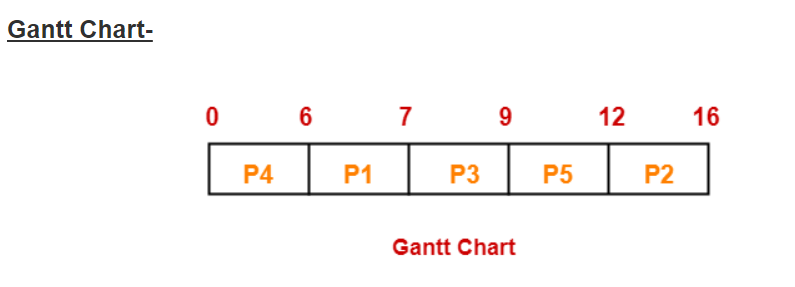 Gantt Chart-
0 6 7 9 12 16
P4 P1 P3 P5 P2
Gantt Chart